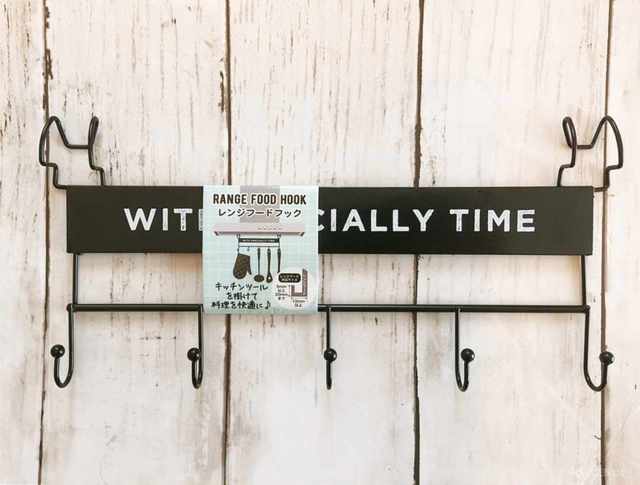 WITH
CIALLY TIME
RANGE FOOD HOOK
レンジフードフック
キッチンツール
を掛けて
料理を快適に♪